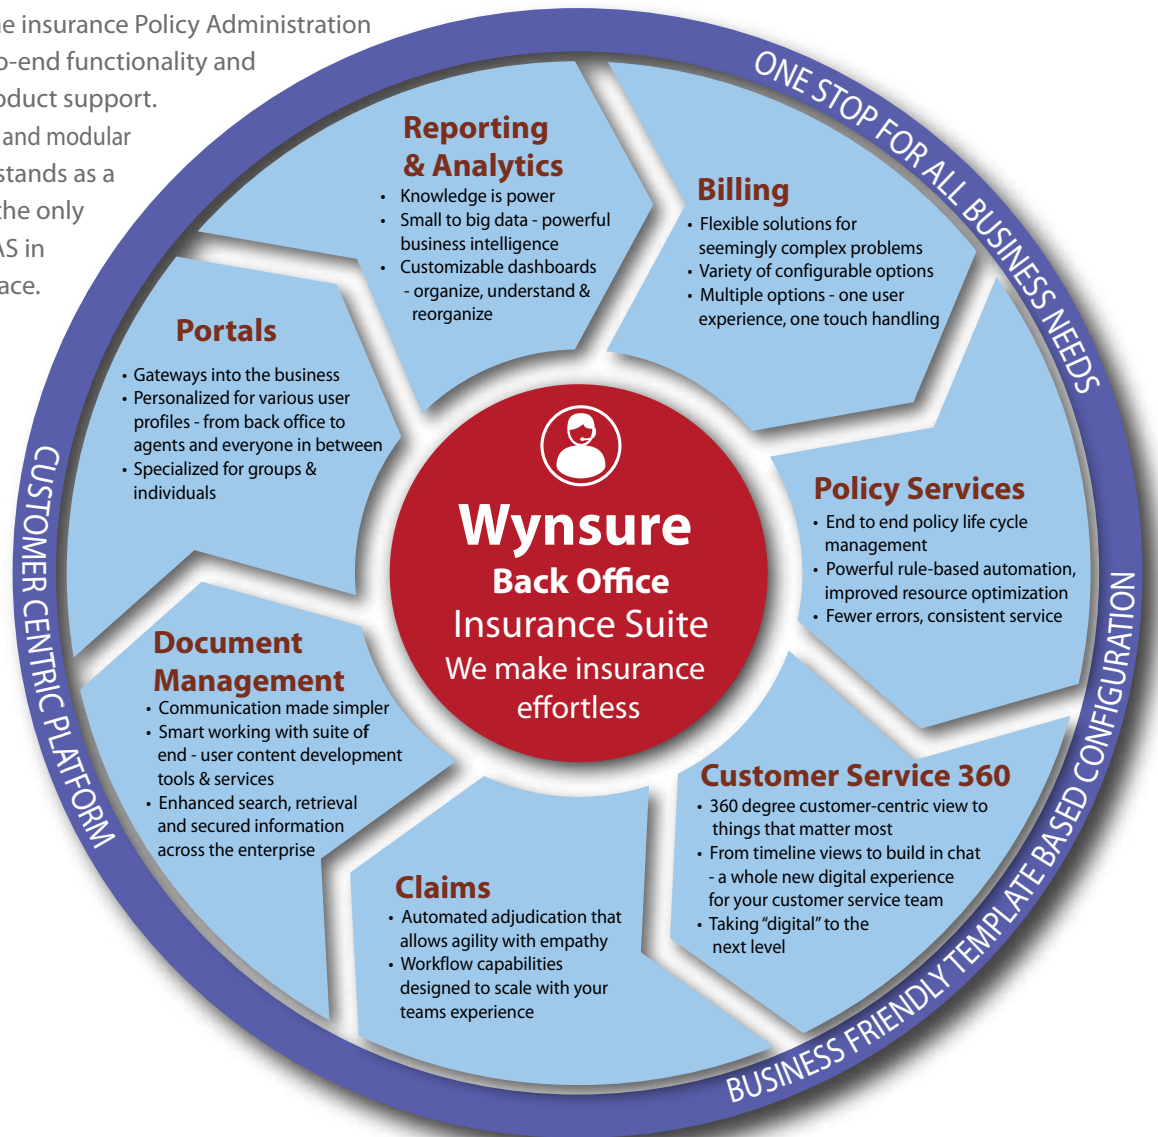 insurance Policy Administration
-end functionality and
support.
and modular
stands as a
the only
in
ONE STOP FOR ALL BUSINESS NEEDS
Reporting
& Analytics
• Knowledge is power
• Small to big data - powerful
business intelligence
• Customizable dashboards
- organize, understand &
reorganize
Billing
• Flexible solutions for
seemingly complex problems
• Variety of configurable options
• Multiple options - one user
experience, one touch handling
Portals
• Gateways into the business
• Personalized for various user
profiles - from back office to
agents and everyone in between
• Specialized for groups &
individuals
Policy Services
• End to end policy life cycle
management
• Powerful rule-based automation,
improved resource optimization
• Fewer errors, consistent service
Wynsure
Back Office
Insurance Suite
We make insurance
effortless
CUSTOMER CENTRIC PLATFORM
Document
Management
• Communication made simpler
• Smart working with suite of
end - user content development
tools & services
• Enhanced search, retrieval
and secured information
across the enterprise
Customer Service 360
• 360 degree customer-centric view to
things that matter most
• From timeline views to build in chat
- a whole new digital experience
for your customer service team
• Taking “digital” to the
next level
Claims
• Automated adjudication that
allows agility with empathy
• Workflow capabilities
designed to scale with your
teams experience
BUSINESS FRIENDLY TEMPLATE BASED CONFIGURATION